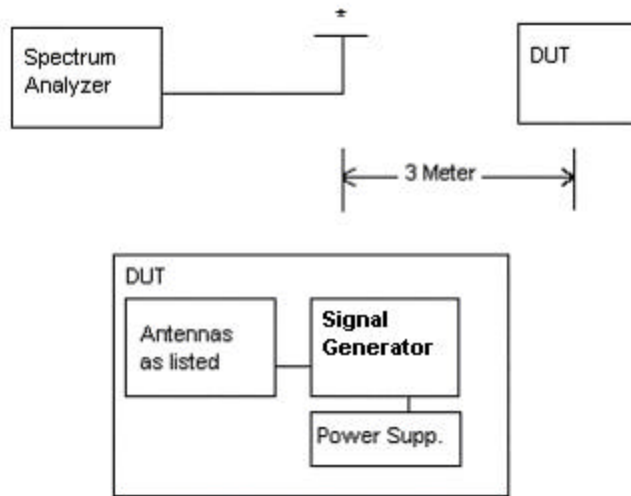 *
Spectrum
Analyzer
DUT
3 Meter
DUT
Antennas
as listed
Signal
Generator
Power Supp.